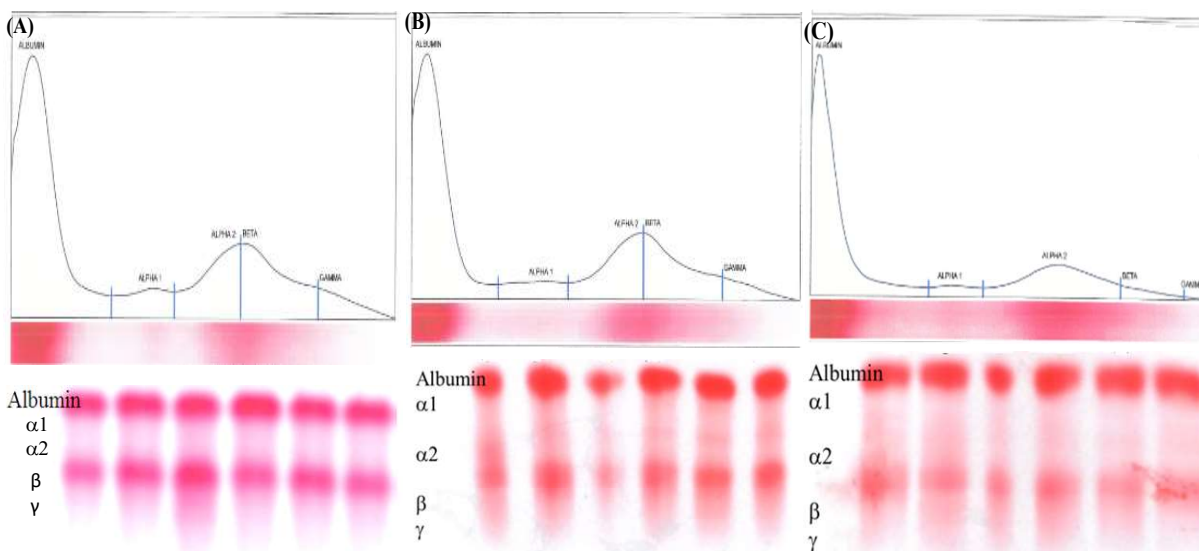 (A)
ALBUMIN
ALPHA 1
ALPHA 2
BETA
GAMMA
Albumin
α1
α2
β
γ
(B)
ALBUMIN
ALPHA 1
ALPHA 2
BETA
GAMMA
Albumin
α1
α2
β
γ
(C)
ALBUMIN
ALPHA 1
ALPHA 2
BETA
GAMM
Albumin
α1
α2
β
γ